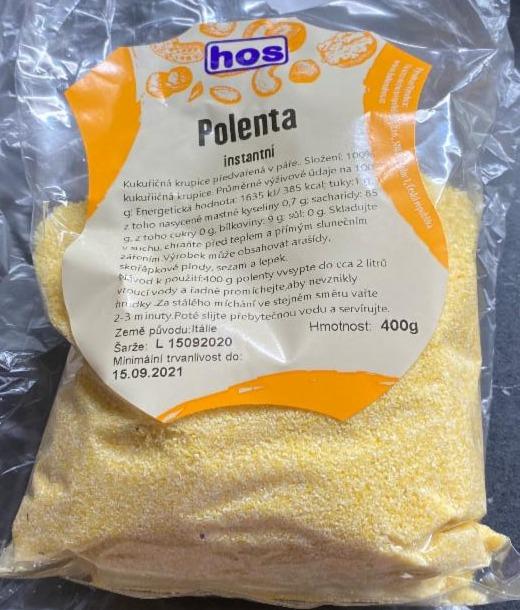 hos
Polenta
instantní
Kukuřičná krupice předvařená v páře. Složení: 100%
kukuřičná krupice. Průměrné výživové údaje na 100
g: Energetická hodnota: 1635 kJ/ 385 kcal; tuky:
z toho nasycené mastné kyseliny 0,7 g; sacharidy: 85
g, z toho cukry 0 g, bílkoviny: 9 g; sůl: 0 g. Skladujte
v suchu, chraňte před teplem a přímým slunečním
zářením. Výrobek může obsahovat arašídy,
skořápkové plody, sezam a lepek.
Návod k použití:400 g polenty vvsypte do cca 2 litrů
vroucí vody a řádně promíchejte,aby nevznikly
hrudky .Za stálého míchání ve stejném směru vařte
2-3 minuty.Poté slijte přebytečnou vodu a servírujte.
Země původu:Itálie
Hmotnost: 400g
Šarže: L 15092020
Minimální trvanlivost do:
15.09.2021